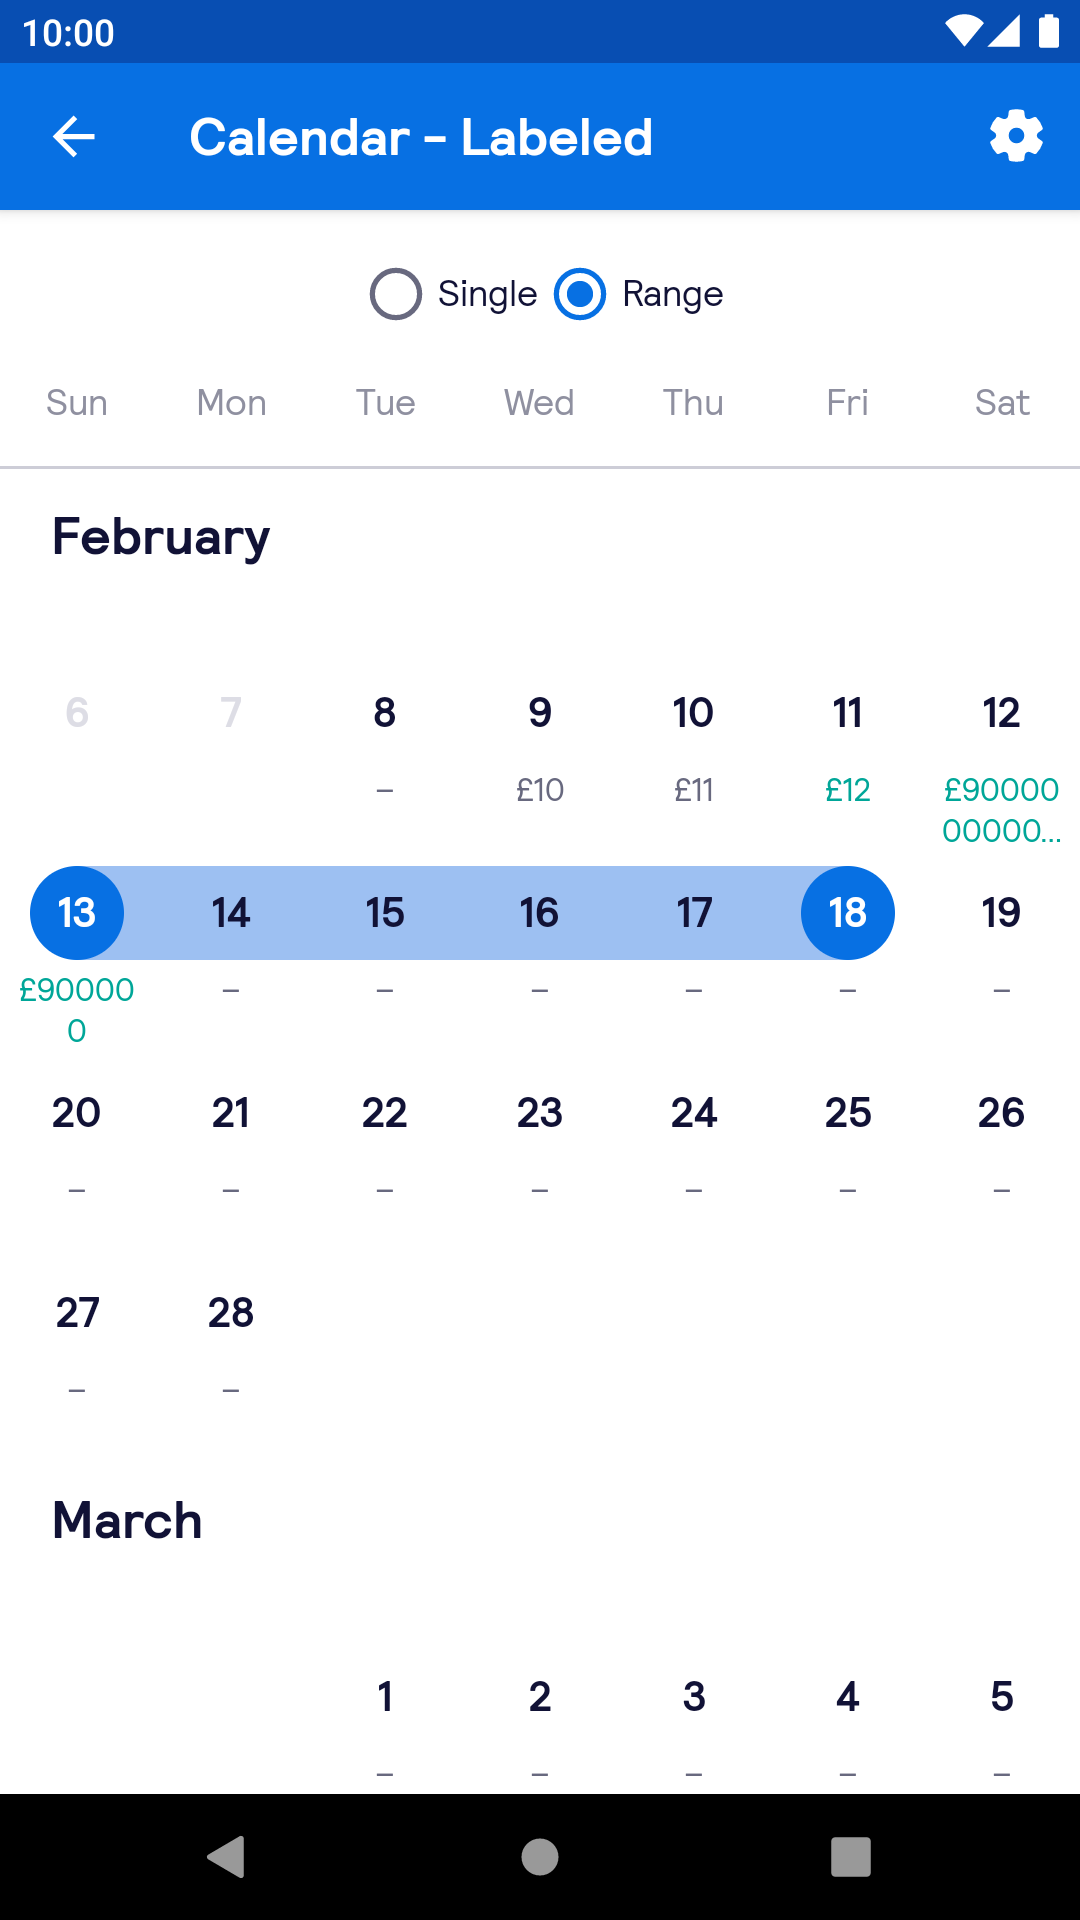 10:00
Calendar - Labeled
Single Range
Sun Mon Tue Wed Thu Fri Sat
February
6 7 8 9 10 11 12
– £10 £11 £12 £90000
00000...
13 14 15 16 17 18 19
£90000 – – – – – –
0
20 21 22 23 24 25 26
– – – – – – –
27 28
– –
March
1 2 3 4 5
– – – – –